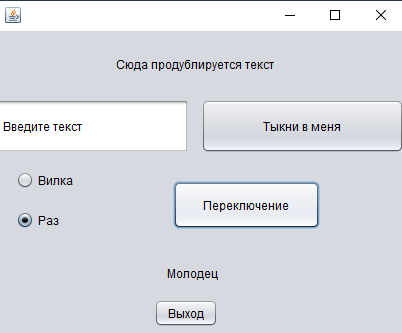 Сюда продублируется текст
Введите текст
Тыкни в меня
Вилка
Переключение
Раз
Молодец
Выход